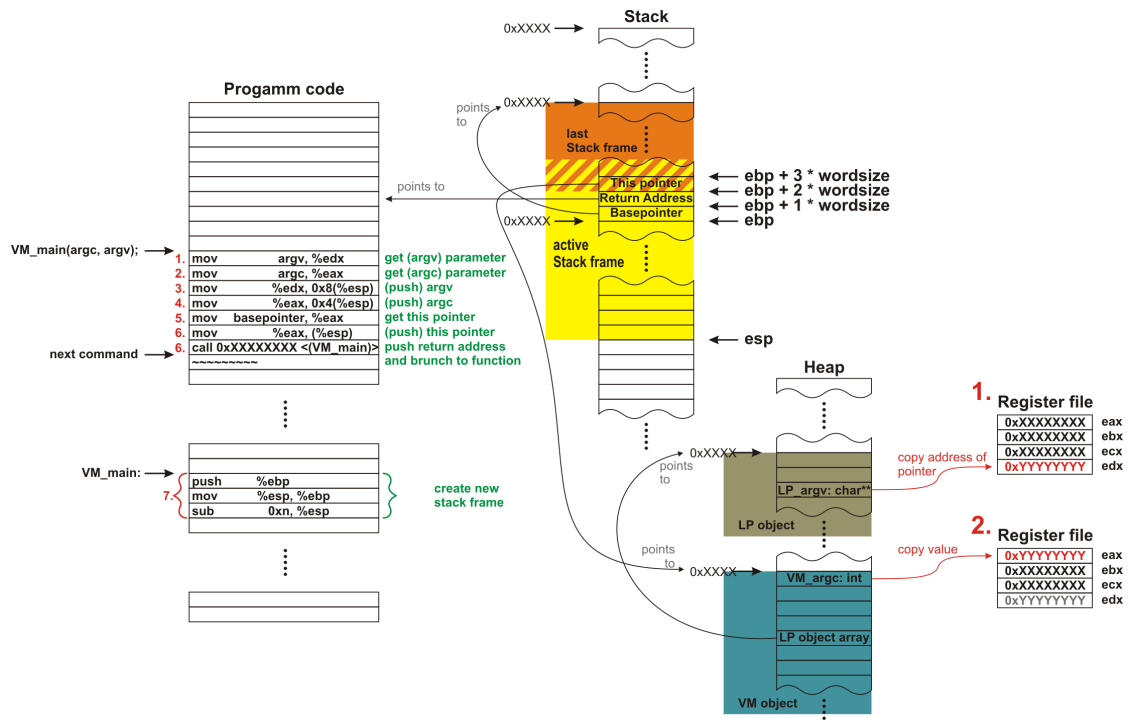 Stack
0xXXXX
Progamm code
points
to
0xXXXX
last
Stack frame
points to
This pointer
Return Address
Basepointer
0xXXXX
ebp + 3 * wordsize
ebp + 2 * wordsize
ebp + 1 * wordsize
ebp
active
Stack frame
esp
VM_main(argc, argv);
1. mov argv, %edx get (argv) parameter
2. mov argc, %eax get (argc) parameter
3. mov %edx, 0x8(%esp) (push) argv
4. mov %eax, 0x4(%esp) (push) argc
5. mov basepointer, %eax get this pointer
6. mov %eax, (%esp) (push) this pointer
6. call 0xXXXXXXXX <(VM_main)> push return address
next command
~~~~~~~~~ and brunch to function
VM_main:
7.
push %ebp
mov %esp, %ebp
sub 0xn, %esp
create new
stack frame
Heap
0xXXXX
points
to
LP_argv: char**
LP object
copy address of
pointer
1.
Register file
0xXXXXXXXX eax
0xXXXXXXXX ebx
0xXXXXXXXX ecx
0xYYYYYYYY edx
points
to
0xXXXX
VM_argc: int
LP object array
VM object
copy value
2.
Register file
0xYYYYYYYY eax
0xXXXXXXXX ebx
0xXXXXXXXX ecx
0xYYYYYYYY edx